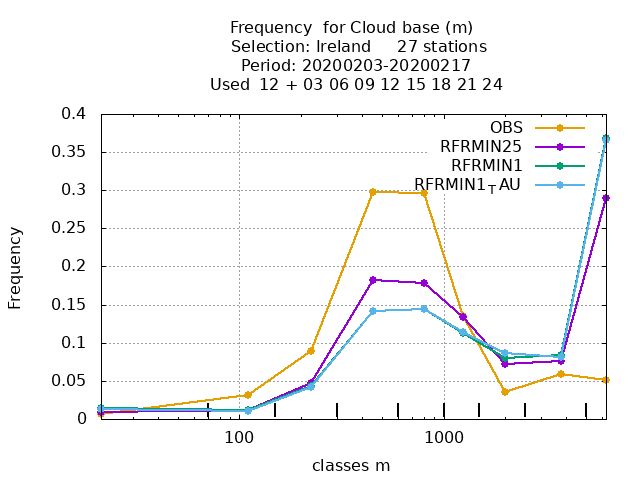 Frequency  for Cloud base (m)
Selection: Ireland     27 stations
Period: 20200203-20200217
Used  12 + 03 06 09 12 15 18 21 24
0.4
0.35
0.3
0.25
0.2
0.15
0.1
0.05
0
Frequency
OBS
RFRMIN25
RFRMIN1
RFRMIN1_TAU
100
1000
classes m